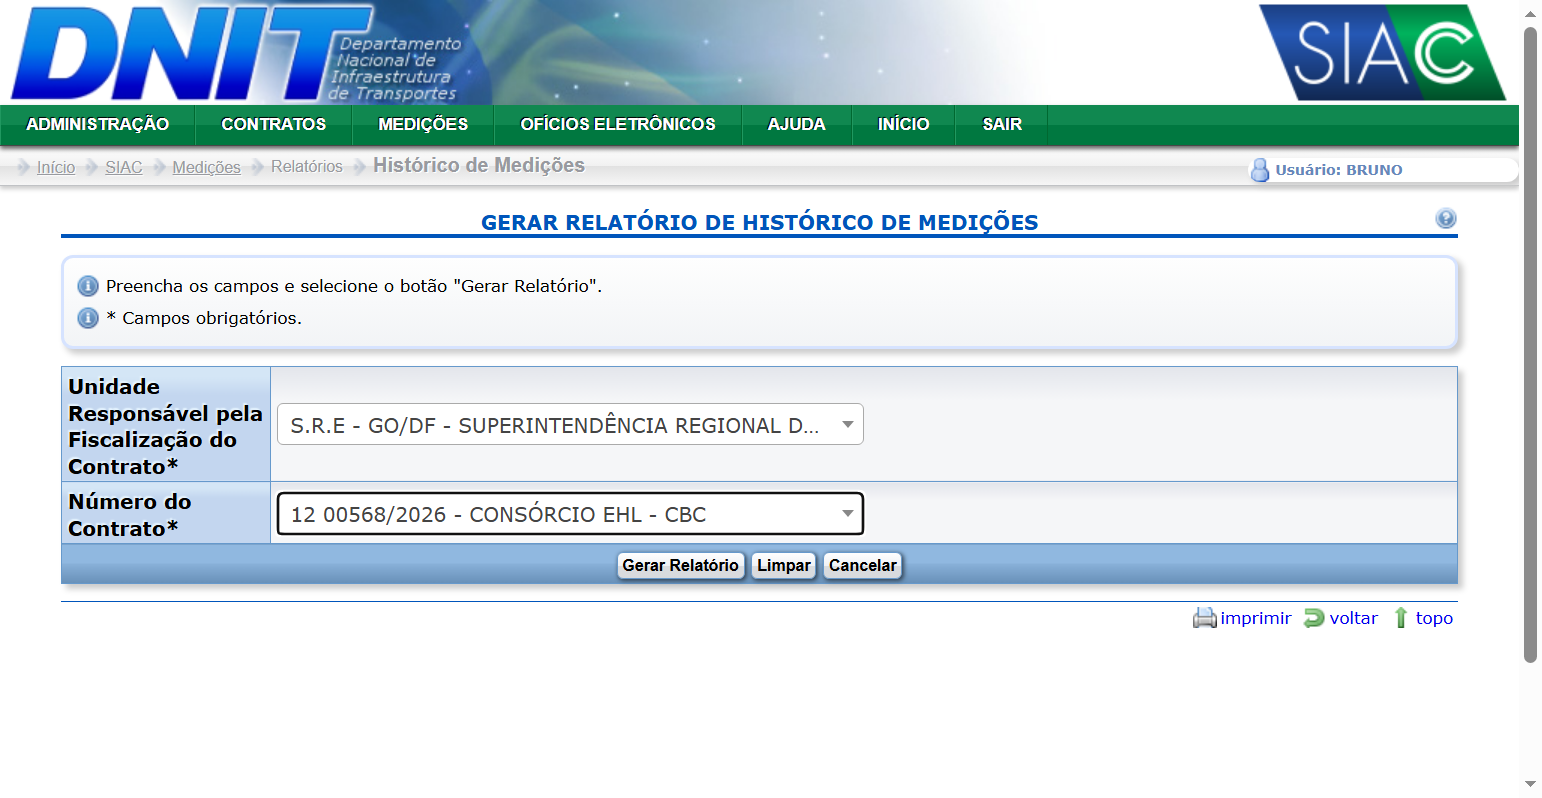 DNIT
Departamento
Nacional de
Infraestrutura
de Transportes
SIAC
ADMINISTRAÇÃO CONTRATOS MEDIÇÕES OFÍCIOS ELETRÔNICOS AJUDA INÍCIO SAIR
Início SIAC Medições Relatórios Histórico de Medições
Usuário: BRUNO
GERAR RELATÓRIO DE HISTÓRICO DE MEDIÇÕES
Preencha os campos e selecione o botão "Gerar Relatório".
* Campos obrigatórios.
Unidade
Responsável pela
Fiscalização do
Contrato*
S.R.E - GO/DF - SUPERINTENDÊNCIA REGIONAL D...
Número do
Contrato*
12 00568/2026 - CONSÓRCIO EHL - CBC
Gerar Relatório Limpar Cancelar
imprimir voltar topo